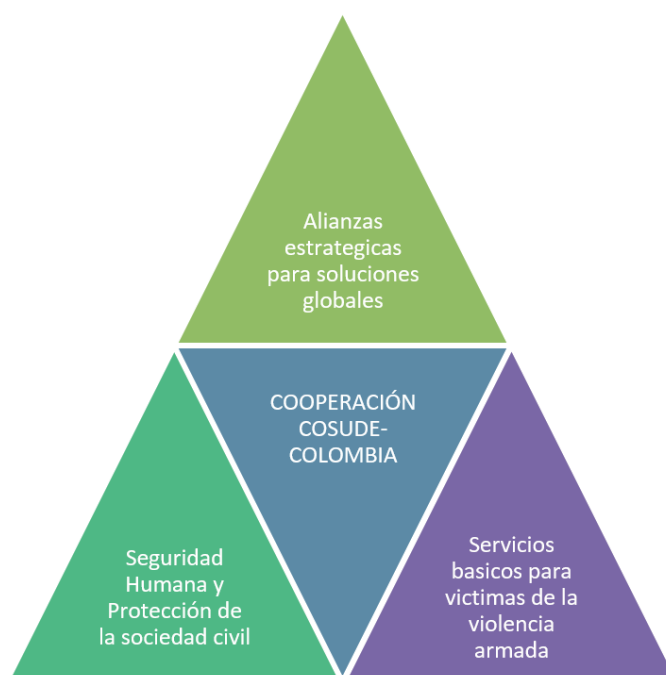 Alianzas
estrategicas
para soluciones
globales
COOPERACIÓN
COSUDE-
COLOMBIA
Seguridad
Humana y
Protección de
la sociedad civil
Servicios
basicos para
victimas de la
violencia
armada